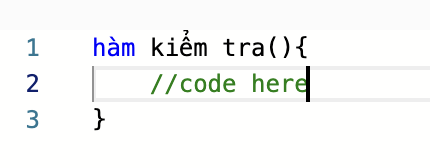 1 hàm kiểm tra(){
2 //code here
3 }